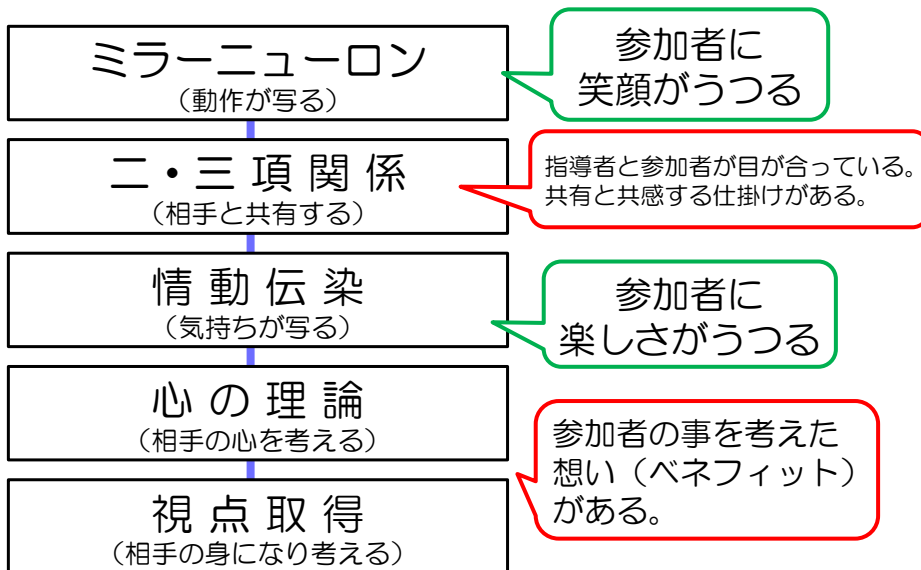 ミラーニューロン
（動作が写る）
参加者に
笑顔がうつる
二・三項関係
（相手と共有する）
指導者と参加者が目が合っている。
共有と共感する仕掛けがある。
情動伝染
（気持ちが写る）
参加者に
楽しさがうつる
心の理論
（相手の心を考える）
参加者の事を考えた
想い（ベネフィット）
がある。
視点取得
（相手の身になり考える）